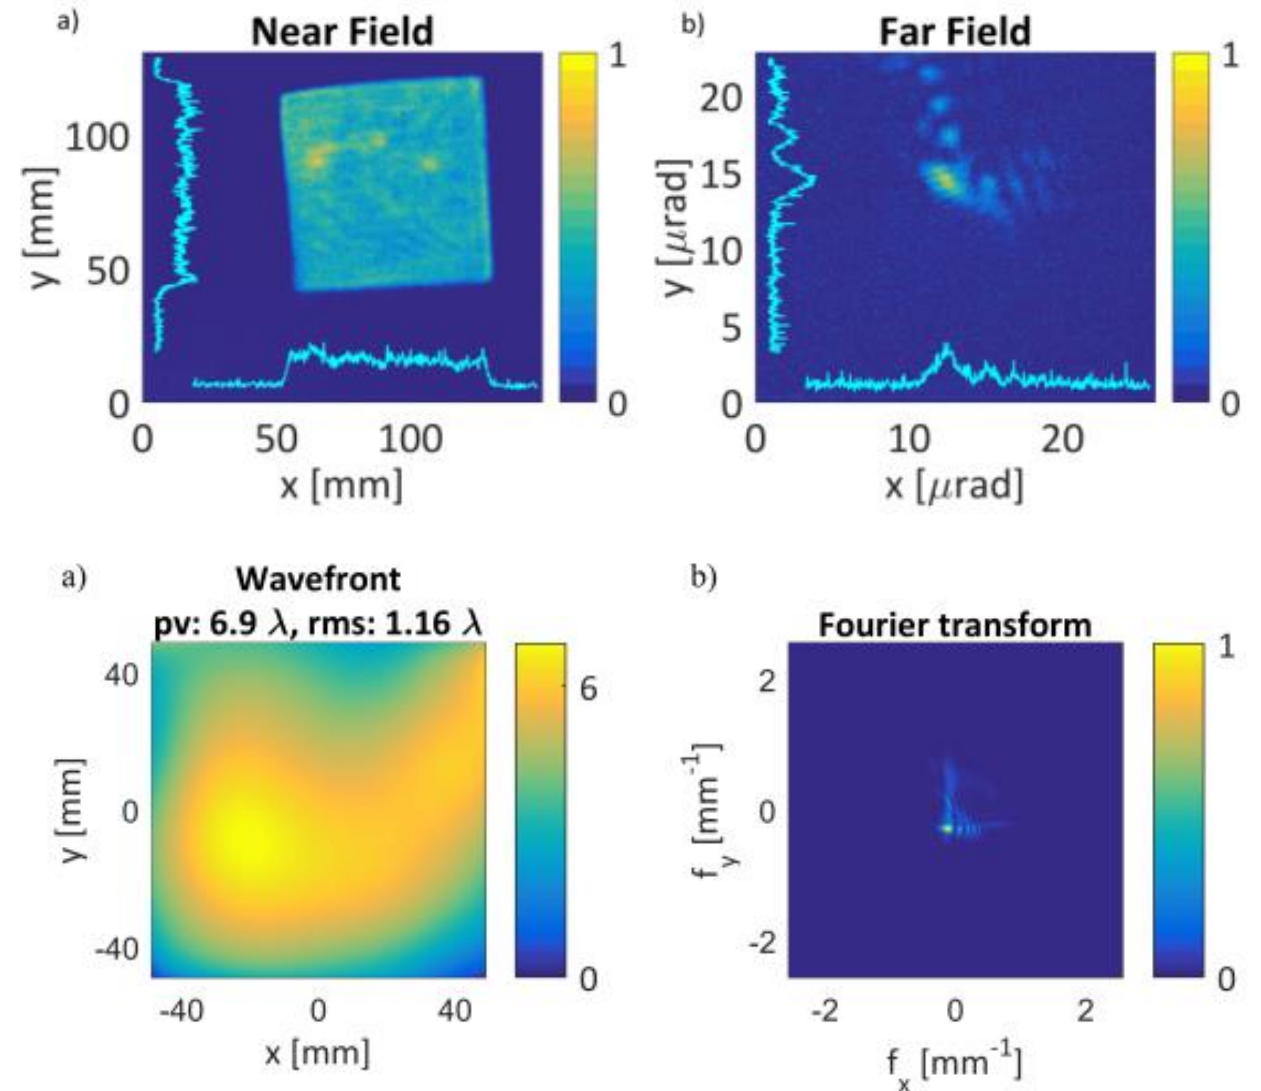 a)
Near Field
y [mm]
100
50
0
0 50 100
x [mm]
1
0
b)
Far Field
y [μrad]
20
15
10
5
0
0 10 20
x [μrad]
1
0
a)
Wavefront
pv: 6.9 λ, rms: 1.16 λ
y [mm]
40
0
-40
-40 0 40
x [mm]
6
0
b)
Fourier transform
f_y [mm^-1]
2
0
-2
-2 0 2
f_x [mm^-1]
1
0